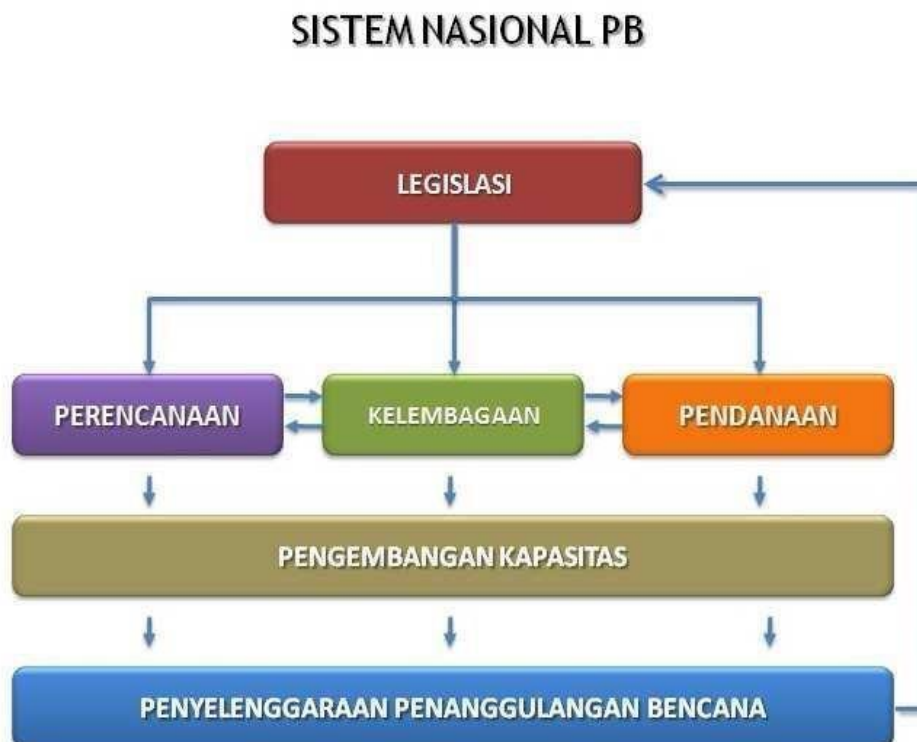 SISTEM NASIONAL PB
LEGISLASI
PERENCANAAN
KELEMBAGAAN
PENDANAAN
PENGEMBANGAN KAPASITAS
PENYELENGGARAAN PENANGGULANGAN BENCANA